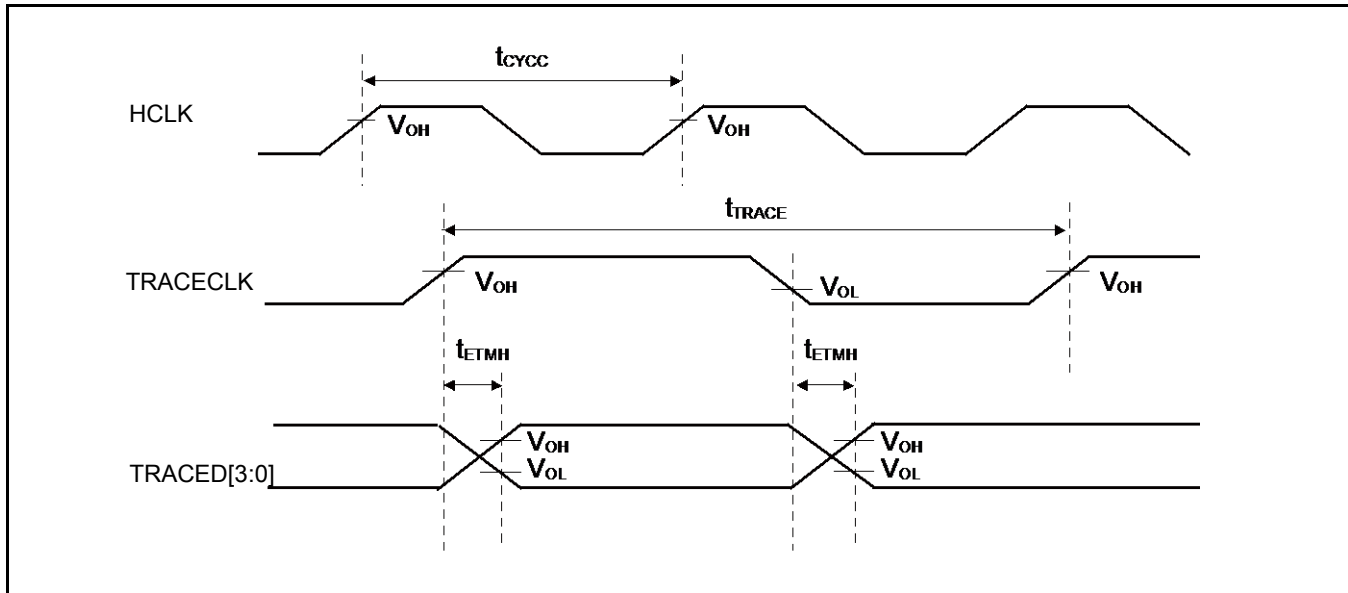 tCYCC
HCLK
VOH VOH
tTRACE
TRACECLK
VOH VOL VOH
tETMH tETMH
VOH VOH
TRACED[3:0]
VOL VOL